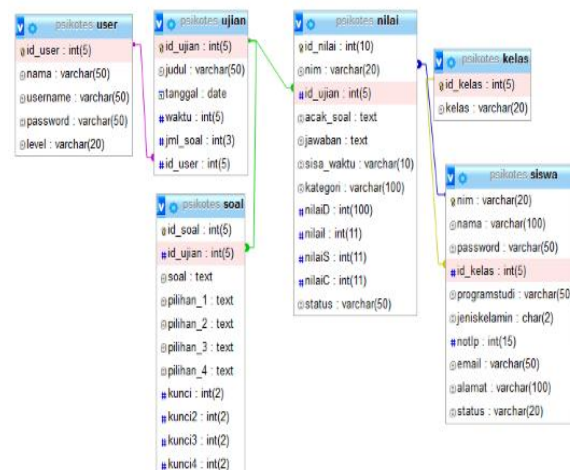 psikotes user
id_user : int(5)
nama : varchar(50)
username : varchar(50)
password : varchar(50)
level : varchar(20)
psikotes ujian
id_ujian : int(5)
judul : varchar(50)
tanggal : date
waktu : int(5)
jml_soal : int(3)
id_user : int(5)
psikotes soal
id_soal : int(5)
id_ujian : int(5)
soal : text
pilihan_1 : text
pilihan_2 : text
pilihan_3 : text
pilihan_4 : text
kunci : int(2)
kunci2 : int(2)
kunci3 : int(2)
kunci4 : int(2)
psikotes nilai
id_nilai : int(10)
nim : varchar(20)
id_ujian : int(5)
acak_soal : text
jawaban : text
sisa_waktu : varchar(10)
kategori : varchar(100)
nilaiD : int(100)
nilaiI : int(11)
nilaiS : int(11)
nilaiC : int(11)
status : varchar(50)
psikotes kelas
id_kelas : int(5)
kelas : varchar(20)
psikotes siswa
nim : varchar(20)
nama : varchar(100)
password : varchar(50)
id_kelas : int(5)
programstudi : varchar(50)
jeniskelamin : char(2)
notlp : int(15)
email : varchar(50)
alamat : varchar(100)
status : varchar(20)